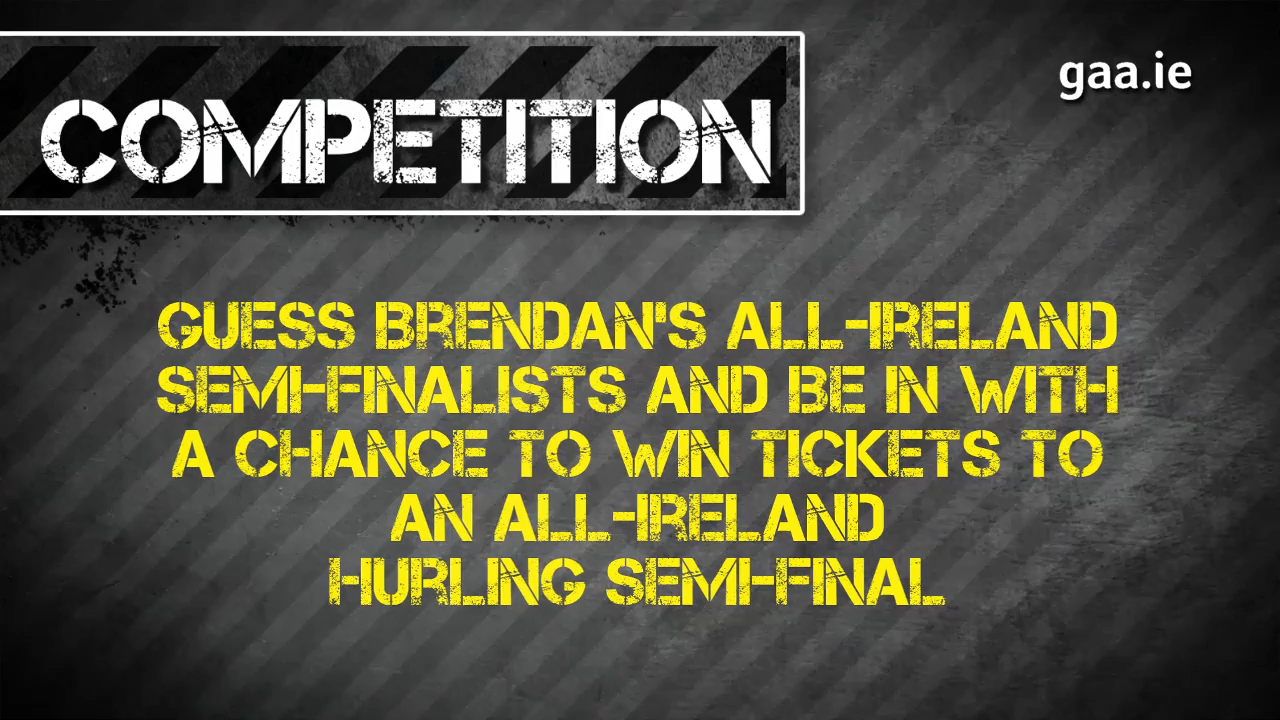 COMPETITION
gaa.ie
GUESS BRENDAN'S ALL-IRELAND
SEMI-FINALISTS AND BE IN WITH
A CHANCE TO WIN TICKETS TO
AN ALL-IRELAND
HURLING SEMI-FINAL